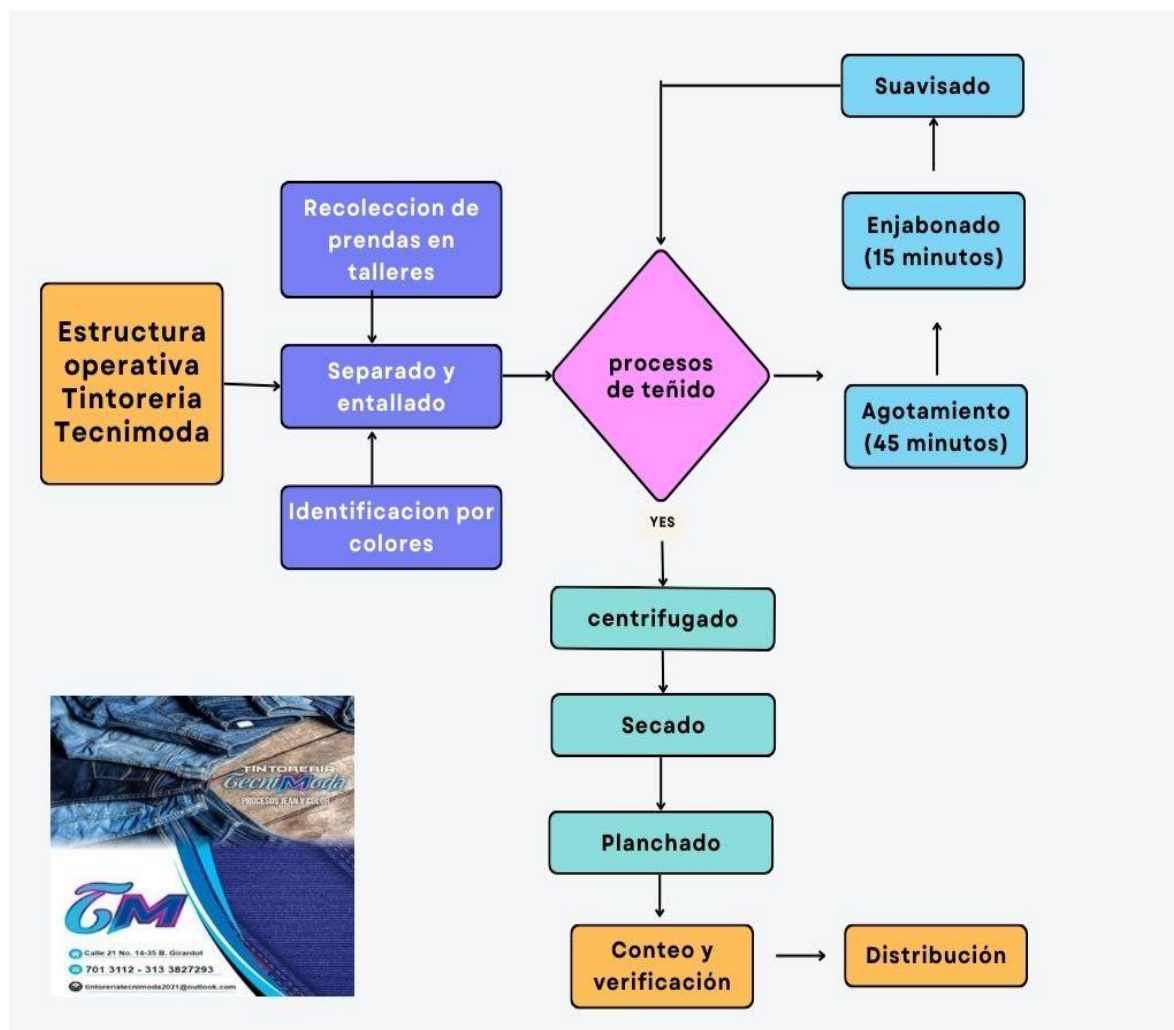 Suavisado
Recoleccion de
prendas en
talleres
Enjabonado
(15 minutos)
Estructura
operativa
Tintoreria
Tecnimoda
Separado y
entallado
procesos
de teñido
Agotamiento
(45 minutos)
Identificacion por
colores
YES
centrifugado
Secado
Planchado
Conteo y
verificación
Distribución
TINTORERÍA
TecniModa
PROCESOS JEAN Y COLOR
TM
Calle 21 No. 14-35 B. Girardot
701 3112 - 313 3827293
tintoreriatecnimoda2021@outlook.com